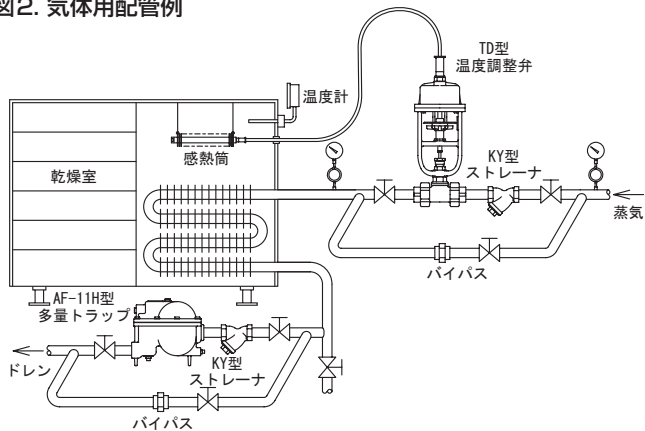 図2. 気体用配管例
TD型
温度調整弁
温度計
感熱筒
乾燥室
KY型
ストレーナ
蒸気
バイパス
AF-11H型
多量トラップ
KY型
ストレーナ
ドレン
バイパス